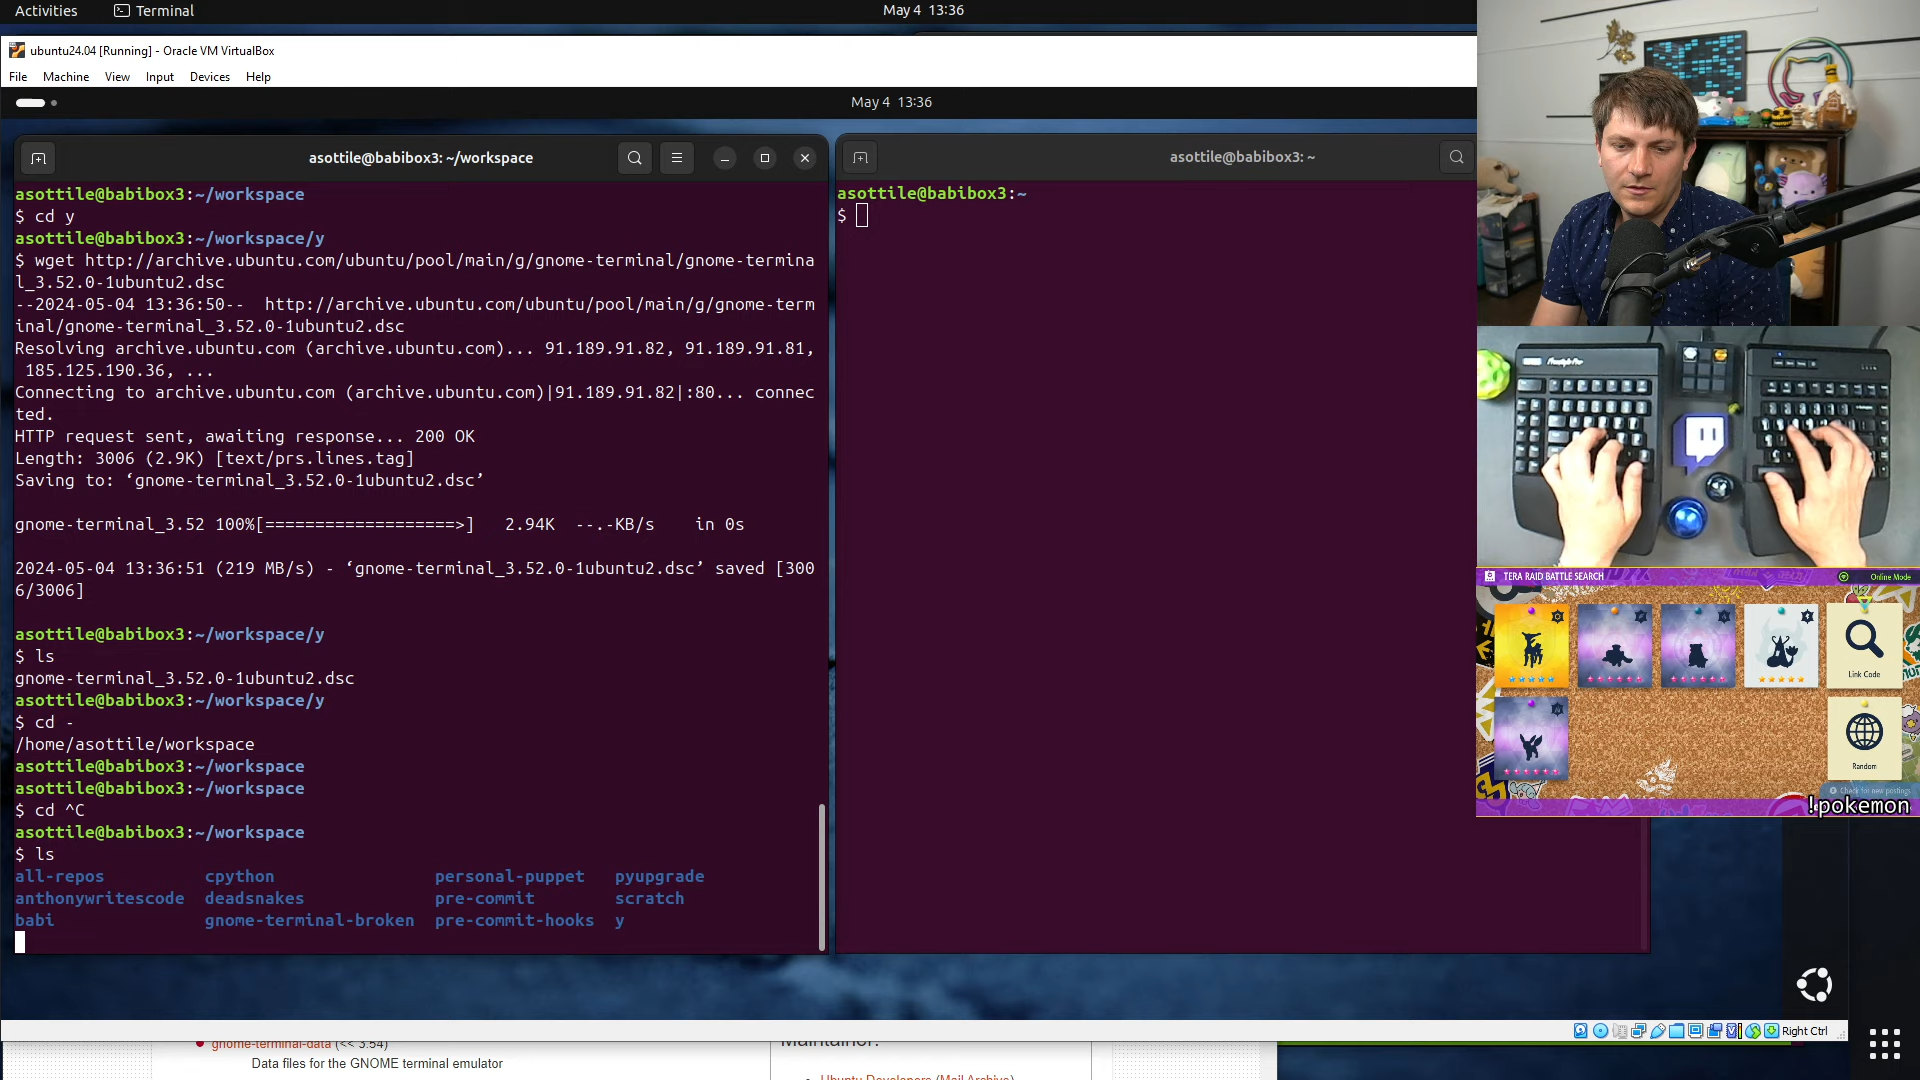 Activities
Terminal
May 4 13:36
ubuntu24.04 [Running] - Oracle VM VirtualBox
File Machine View Input Devices Help
May 4 13:36
asottile@babibox3: ~/workspace
asottile@babibox3:~/workspace
$ cd y
asottile@babibox3:~/workspace/y
$ wget http://archive.ubuntu.com/ubuntu/pool/main/g/gnome-terminal/gnome-termina
l_3.52.0-1ubuntu2.dsc
--2024-05-04 13:36:50--  http://archive.ubuntu.com/ubuntu/pool/main/g/gnome-term
inal/gnome-terminal_3.52.0-1ubuntu2.dsc
Resolving archive.ubuntu.com (archive.ubuntu.com)... 91.189.91.82, 91.189.91.81,
 185.125.190.36, ...
Connecting to archive.ubuntu.com (archive.ubuntu.com)|91.189.91.82|:80... connec
ted.
HTTP request sent, awaiting response... 200 OK
Length: 3006 (2.9K) [text/prs.lines.tag]
Saving to: ‘gnome-terminal_3.52.0-1ubuntu2.dsc’
gnome-terminal_3.52 100%[===================>]   2.94K  --.-KB/s    in 0s
2024-05-04 13:36:51 (219 MB/s) - ‘gnome-terminal_3.52.0-1ubuntu2.dsc’ saved [300
6/3006]
asottile@babibox3:~/workspace/y
$ ls
gnome-terminal_3.52.0-1ubuntu2.dsc
asottile@babibox3:~/workspace/y
$ cd -
/home/asottile/workspace
asottile@babibox3:~/workspace
asottile@babibox3:~/workspace
$ cd ^C
asottile@babibox3:~/workspace
$ ls
all-repos cpython personal-puppet pyupgrade
anthonywritescode deadsnakes pre-commit scratch
babi gnome-terminal-broken pre-commit-hooks y
asottile@babibox3: ~
asottile@babibox3:~
$
TERA RAID BATTLE SEARCH
Online Mode
Link Code
Random
Check for new postings
!pokemon
Right Ctrl
gnome-terminal-data (<< 3.54)
Data files for the GNOME terminal emulator
Maintainer:
Ubuntu Developers (Mail Archive)